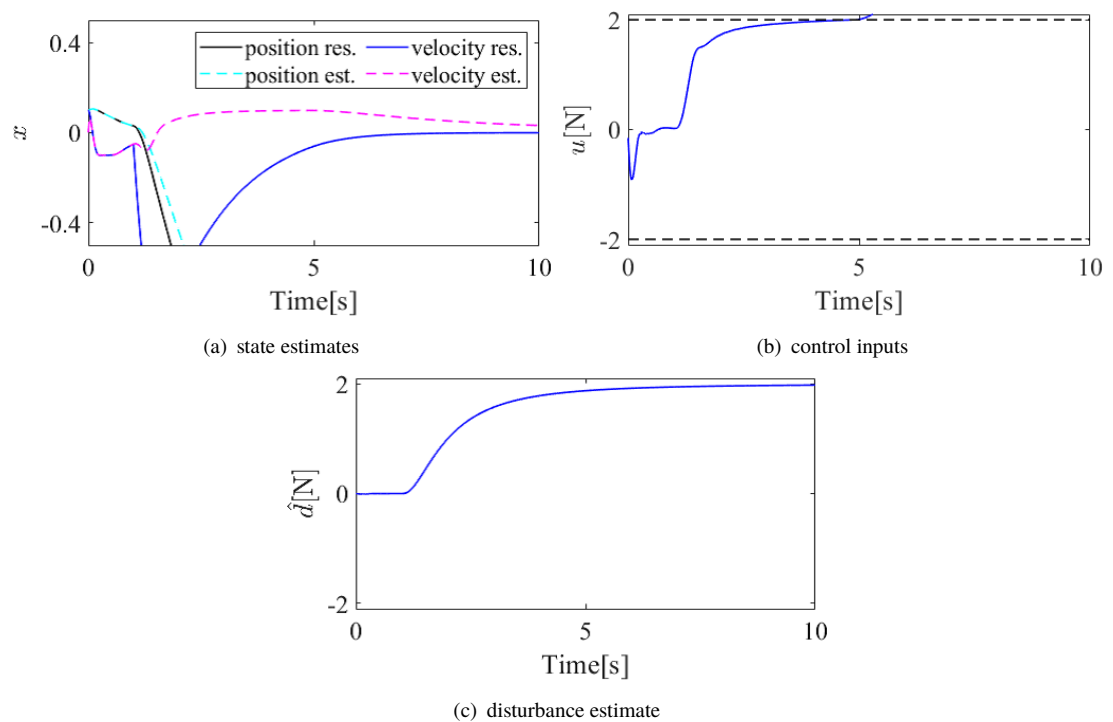 0.4
0
-0.4
x
position res.
velocity res.
position est.
velocity est.
0
5
10
Time[s]
(a) state estimates
2
0
-2
u[N]
0
5
10
Time[s]
(b) control inputs
2
0
-2
d̂[N]
0
5
10
Time[s]
(c) disturbance estimate